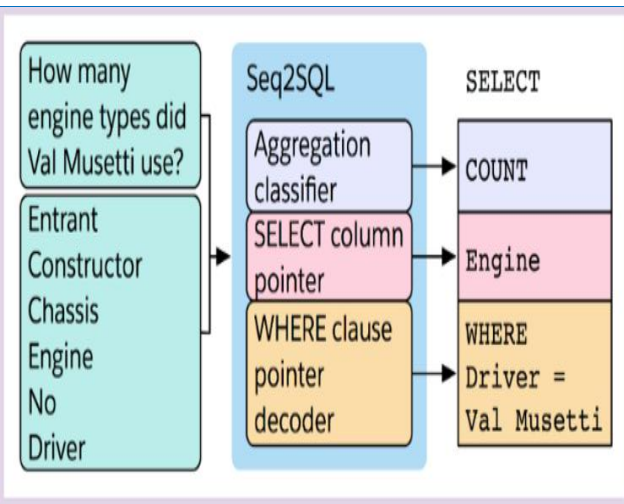 How many
engine types did
Val Musetti use?
Entrant
Constructor
Chassis
Engine
No
Driver
Seq2SQL
Aggregation
classifier
SELECT column
pointer
WHERE clause
pointer
decoder
SELECT
COUNT
Engine
WHERE
Driver =
Val Musetti